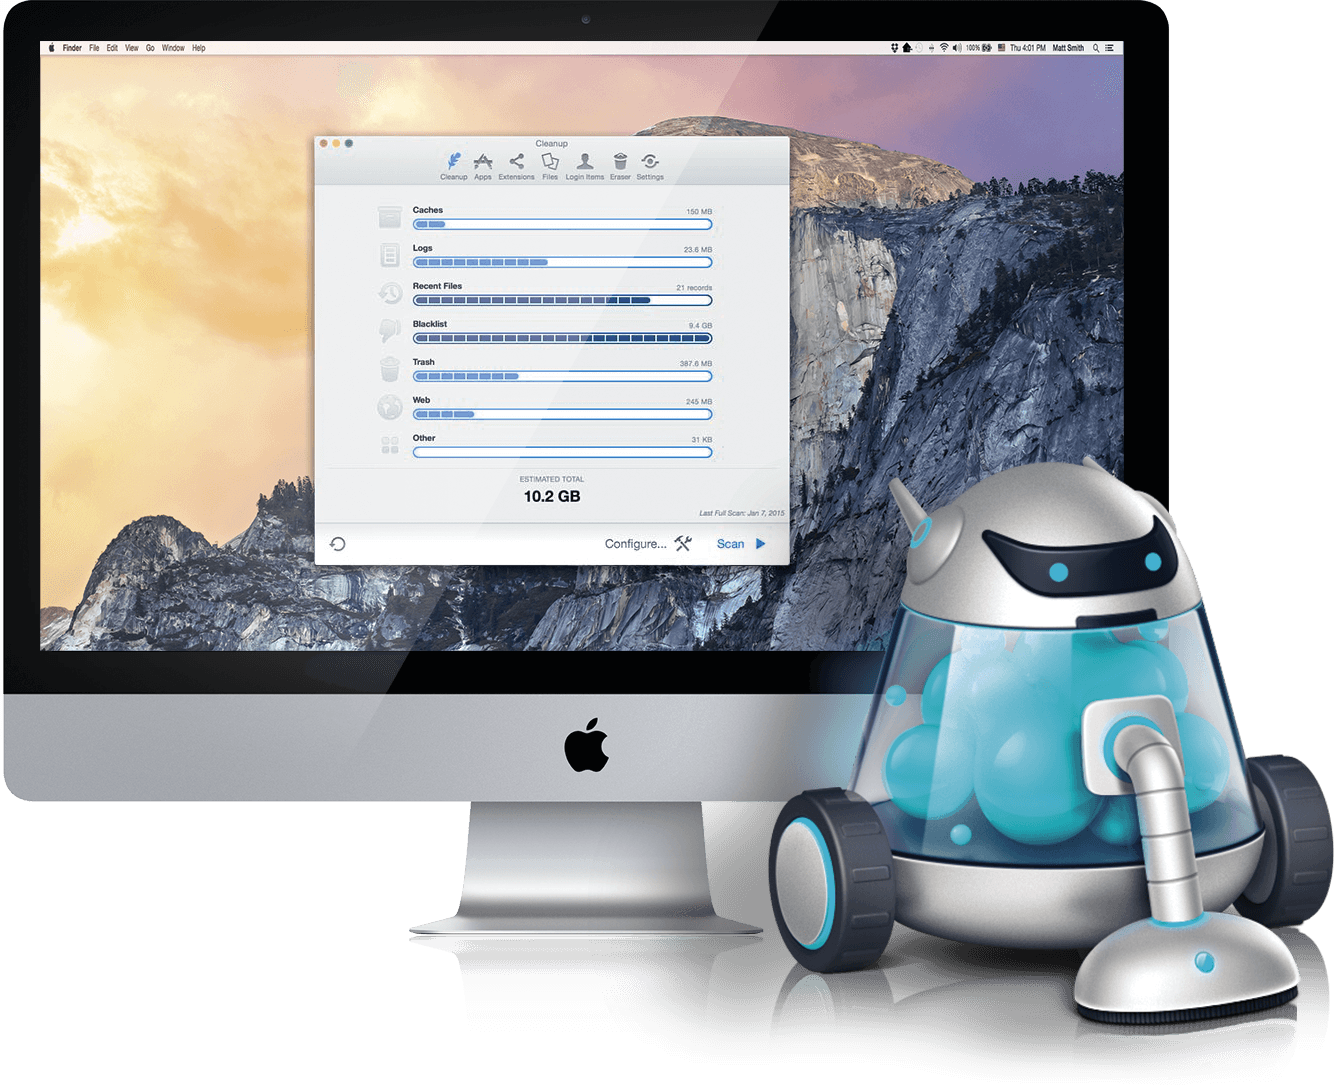 Finder File Edit View Go Window Help 100% Thu 4:01 PM Matt Smith
Cleanup
Cleanup Apps Extensions Files Login Items Eraser Settings
Caches 150 MB
Logs 23.6 MB
Recent Files 21 records
Blacklist 9.4 GB
Trash 387.6 MB
Web 245 MB
Other 31 KB
ESTIMATED TOTAL
10.2 GB
Last Full Scan: Jan 7, 2015
Configure... Scan